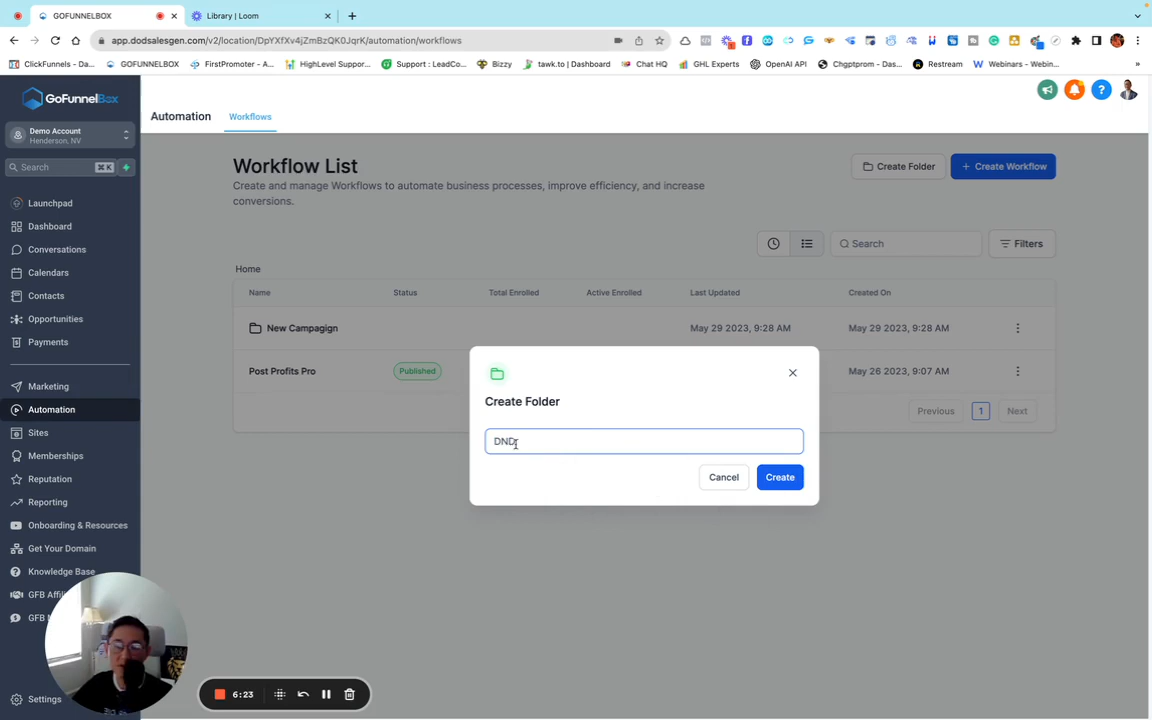 GOFUNNELBOX
Library | Loom
app.dodsalesgen.com/v2/location/DpYXfXv4jZmBzQK0JqrK/automation/workflows
ClickFunnels - Da...
GOFUNNELBOX
FirstPromoter - A...
HighLevel Suppor...
Support : LeadCo...
Bizzy
tawk.to | Dashboard
Chat HQ
GHL Experts
OpenAI API
Chgptprom - Das...
Restream
Webinars - Webin...
»
GoFunnelBox
Demo Account
Henderson, NV
Search
⌘K
Launchpad
Dashboard
Conversations
Calendars
Contacts
Opportunities
Payments
Marketing
Automation
Sites
Memberships
Reputation
Reporting
Onboarding & Resources
Get Your Domain
Knowledge Base
GFB Affili
GFB
Settings
Automation
Workflows
Workflow List
Create and manage Workflows to automate business processes, improve efficiency, and increase
conversions.
Create Folder
+ Create Workflow
Search
Filters
Home
Name
Status
Total Enrolled
Active Enrolled
Last Updated
Created On
New Campagign
May 29 2023, 9:28 AM
May 29 2023, 9:28 AM
Post Profits Pro
Published
May 26 2023, 9:07 AM
Previous
1
Next
Create Folder
DND
Cancel
Create
6:23